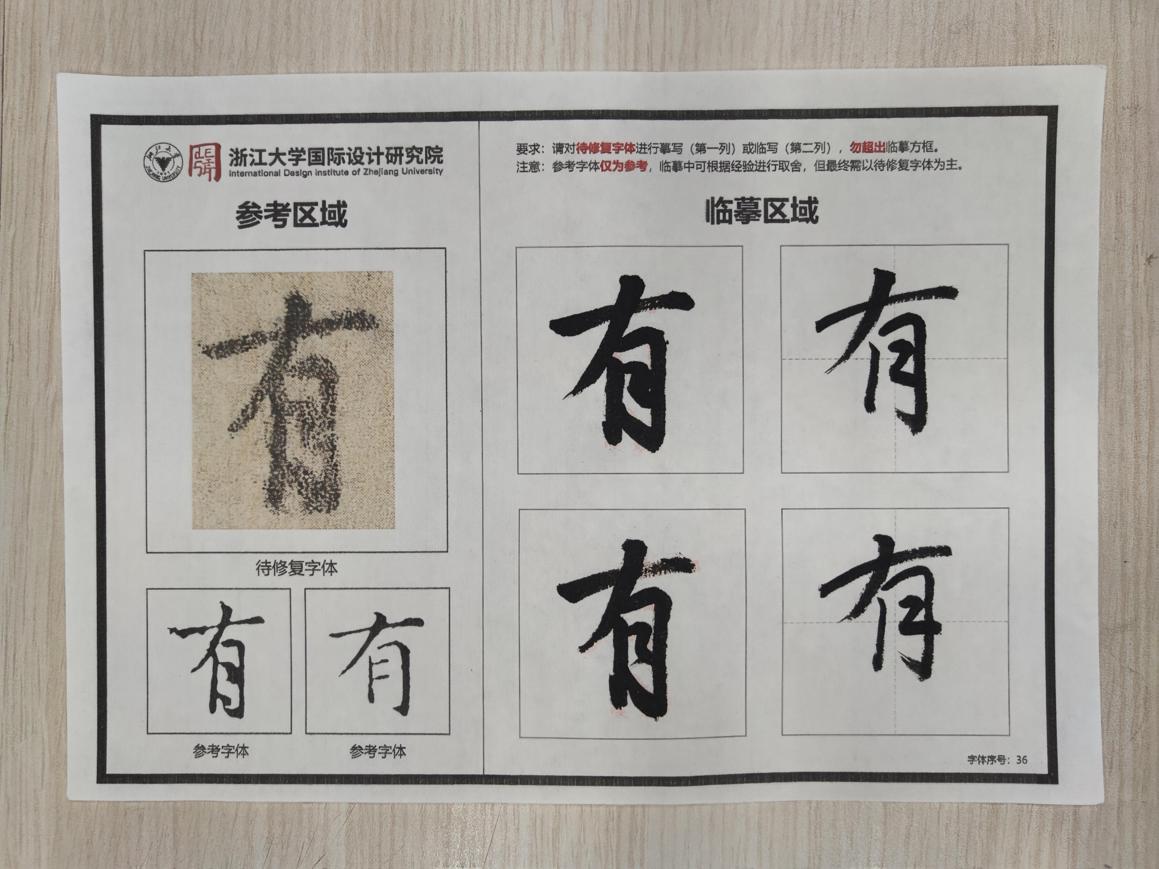 浙江大学国际设计研究院
International Design Institute of Zhejiang University
参考区域
有
待修复字体
有 有
参考字体 参考字体
要求：请对待修复字体进行摹写（第一列）或临写（第二列），勿超出临摹方框。
注意：参考字体仅为参考，临摹中可根据经验进行取舍，但最终需以待修复字体为主。
临摹区域
有 有
有 有
字体序号：36